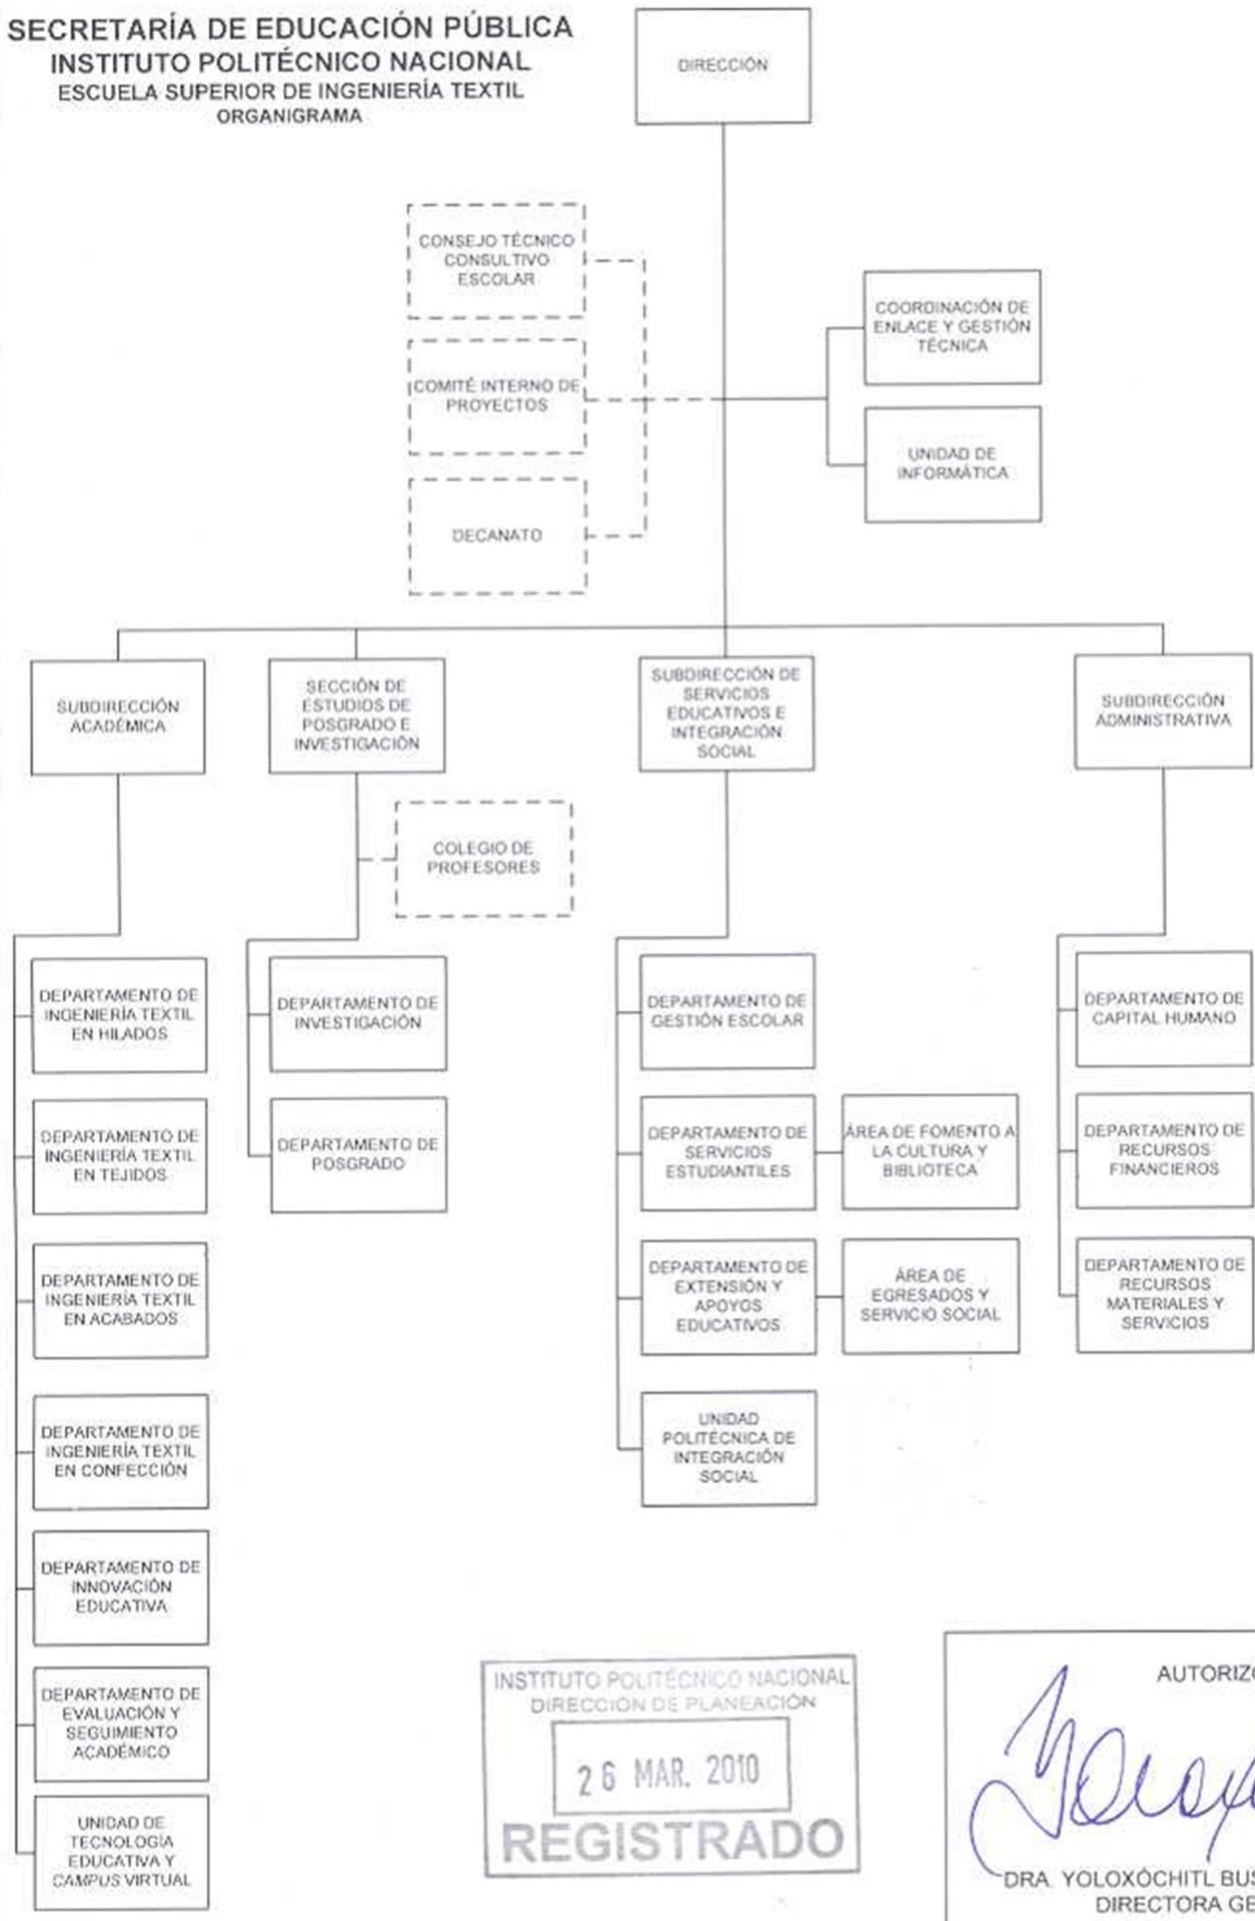 SECRETARÍA DE EDUCACIÓN PÚBLICA
INSTITUTO POLITÉCNICO NACIONAL
ESCUELA SUPERIOR DE INGENIERÍA TEXTIL
ORGANIGRAMA
DIRECCIÓN
CONSEJO TÉCNICO
CONSULTIVO
ESCOLAR
COMITÉ INTERNO DE
PROYECTOS
DECANATO
COORDINACIÓN DE
ENLACE Y GESTIÓN
TÉCNICA
UNIDAD DE
INFORMÁTICA
SUBDIRECCIÓN
ACADÉMICA
SECCIÓN DE
ESTUDIOS DE
POSGRADO E
INVESTIGACIÓN
SUBDIRECCIÓN DE
SERVICIOS
EDUCATIVOS E
INTEGRACIÓN
SOCIAL
SUBDIRECCIÓN
ADMINISTRATIVA
COLEGIO DE
PROFESORES
DEPARTAMENTO DE
INGENIERÍA TEXTIL
EN HILADOS
DEPARTAMENTO DE
INGENIERÍA TEXTIL
EN TEJIDOS
DEPARTAMENTO DE
INGENIERÍA TEXTIL
EN ACABADOS
DEPARTAMENTO DE
INGENIERÍA TEXTIL
EN CONFECCIÓN
DEPARTAMENTO DE
INNOVACIÓN
EDUCATIVA
DEPARTAMENTO DE
EVALUACIÓN Y
SEGUIMIENTO
ACADÉMICO
UNIDAD DE
TECNOLOGÍA
EDUCATIVA Y
CAMPUS VIRTUAL
DEPARTAMENTO DE
INVESTIGACIÓN
DEPARTAMENTO DE
POSGRADO
DEPARTAMENTO DE
GESTIÓN ESCOLAR
DEPARTAMENTO DE
SERVICIOS
ESTUDIANTILES
ÁREA DE FOMENTO A
LA CULTURA Y
BIBLIOTECA
DEPARTAMENTO DE
EXTENSIÓN Y
APOYOS
EDUCATIVOS
ÁREA DE
EGRESADOS Y
SERVICIO SOCIAL
UNIDAD
POLITÉCNICA DE
INTEGRACIÓN
SOCIAL
DEPARTAMENTO DE
CAPITAL HUMANO
DEPARTAMENTO DE
RECURSOS
FINANCIEROS
DEPARTAMENTO DE
RECURSOS
MATERIALES Y
SERVICIOS
INSTITUTO POLITÉCNICO NACIONAL
DIRECCIÓN DE PLANEACIÓN
26 MAR. 2010
REGISTRADO
AUTORIZ
DRA. YOLOXÓCHITL BUS
DIRECTORA GE